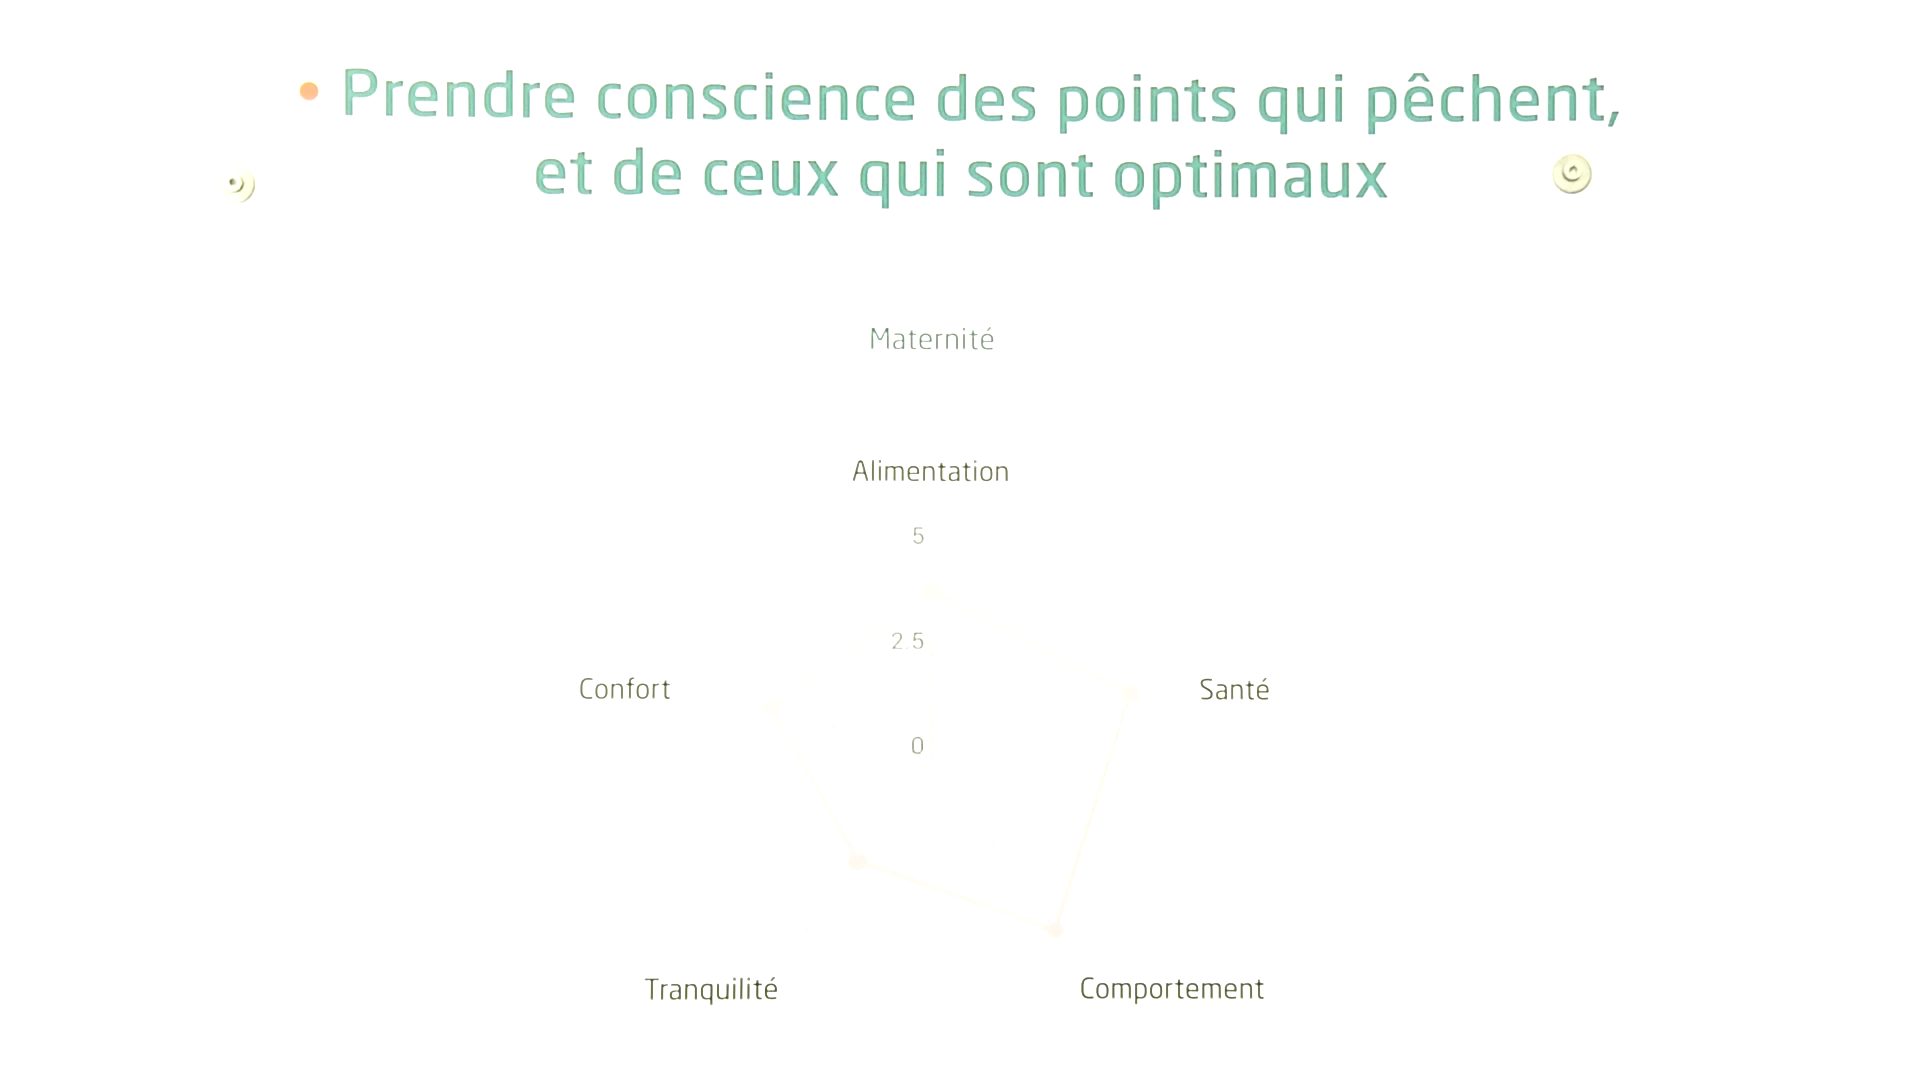 • Prendre conscience des points qui pêchent,
et de ceux qui sont optimaux
Maternité
Alimentation
5
2.5
Confort
Santé
0
Tranquilité
Comportement